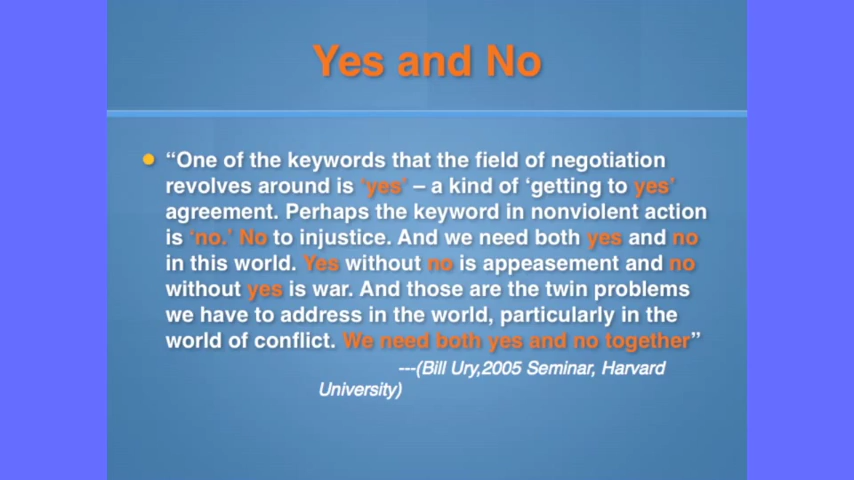 Yes and No
“One of the keywords that the field of negotiation
revolves around is ‘yes’ – a kind of ‘getting to yes’
agreement. Perhaps the keyword in nonviolent action
is ‘no.’ No to injustice. And we need both yes and no
in this world. Yes without no is appeasement and no
without yes is war. And those are the twin problems
we have to address in the world, particularly in the
world of conflict. We need both yes and no together”
---(Bill Ury,2005 Seminar, Harvard
University)